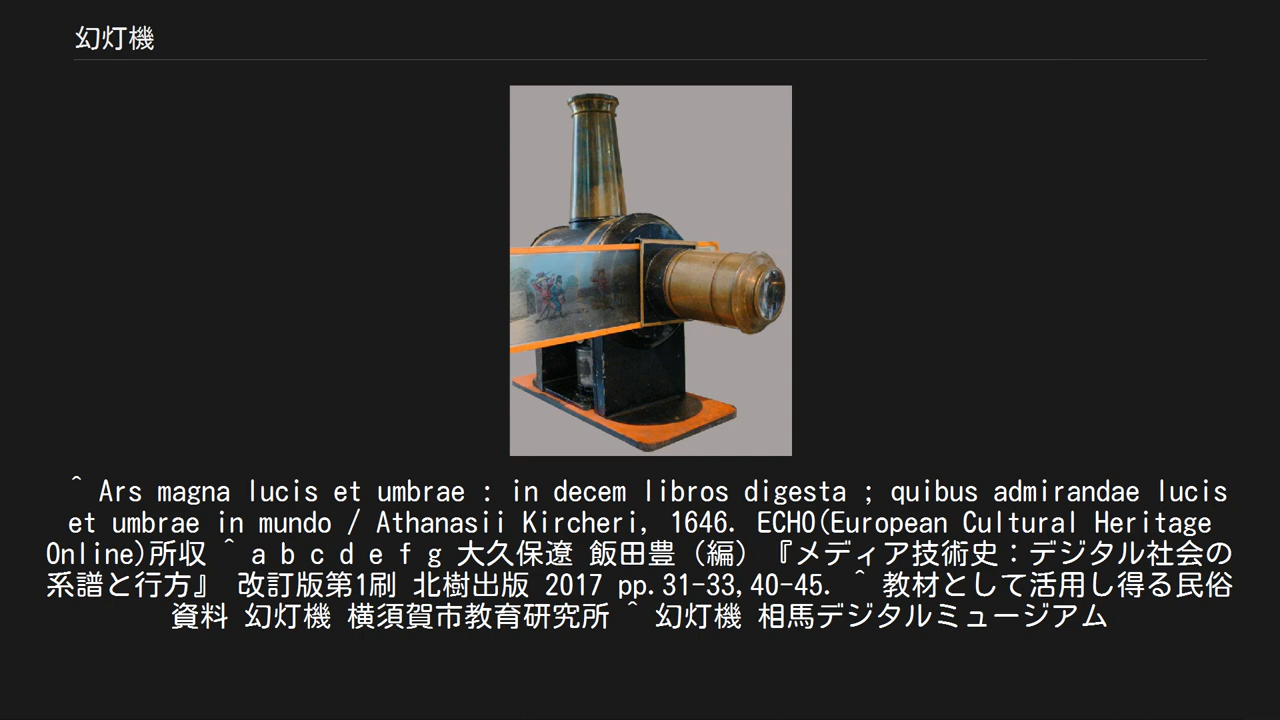 幻灯機
^ Ars magna lucis et umbrae : in decem libros digesta ; quibus admirandae lucis
et umbrae in mundo / Athanasii Kircheri, 1646. ECHO(European Cultural Heritage
Online)所収 ^ a b c d e f g 大久保遼 飯田豊（編）『メディア技術史：デジタル社会の
系譜と行方』 改訂版第1刷 北樹出版 2017 pp.31-33,40-45. ^ 教材として活用し得る民俗
資料 幻灯機 横須賀市教育研究所 ^ 幻灯機 相馬デジタルミュージアム